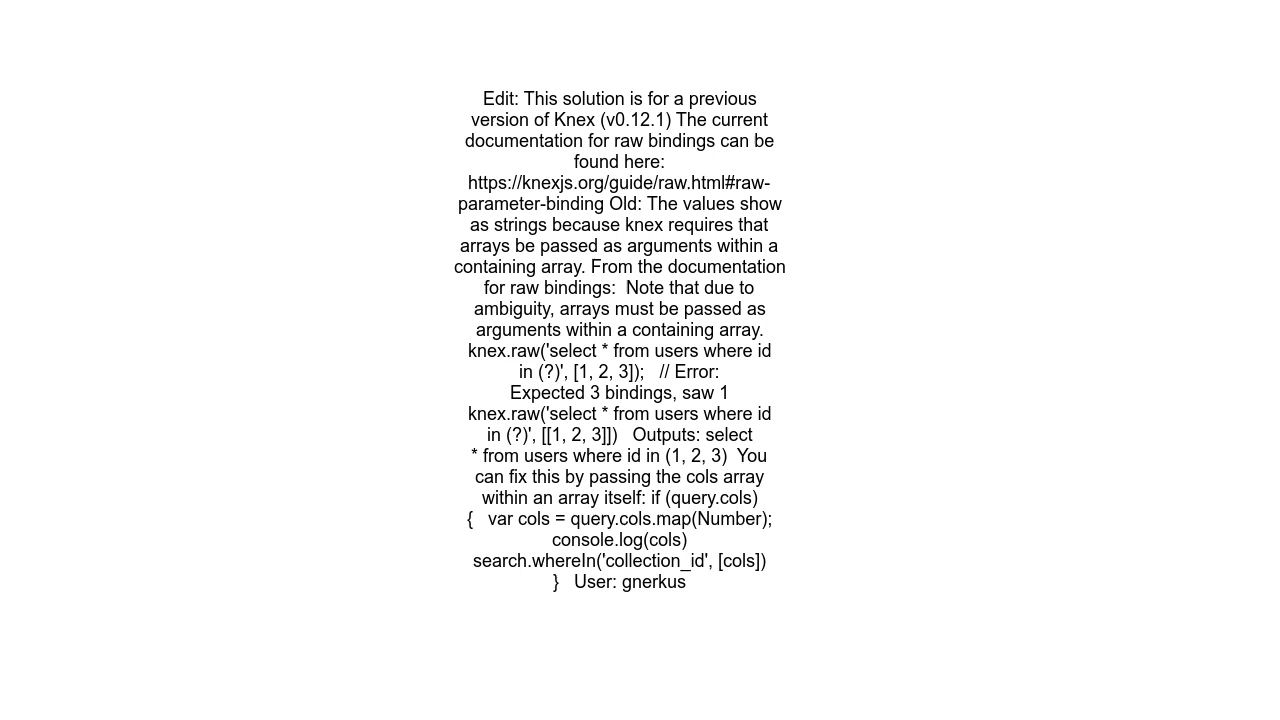 Edit: This solution is for a previous
version of Knex (v0.12.1) The current
documentation for raw bindings can be
found here:
https://knexjs.org/guide/raw.html#raw-
parameter-binding Old: The values show
as strings because knex requires that
arrays be passed as arguments within a
containing array. From the documentation
for raw bindings:  Note that due to
ambiguity, arrays must be passed as
arguments within a containing array.
knex.raw('select * from users where id
in (?)', [1, 2, 3]);   // Error:
Expected 3 bindings, saw 1
knex.raw('select * from users where id
in (?)', [[1, 2, 3]])   Outputs: select
* from users where id in (1, 2, 3)  You
can fix this by passing the cols array
within an array itself: if (query.cols)
{   var cols = query.cols.map(Number);
console.log(cols)
search.whereIn('collection_id', [cols])
}   User: gnerkus